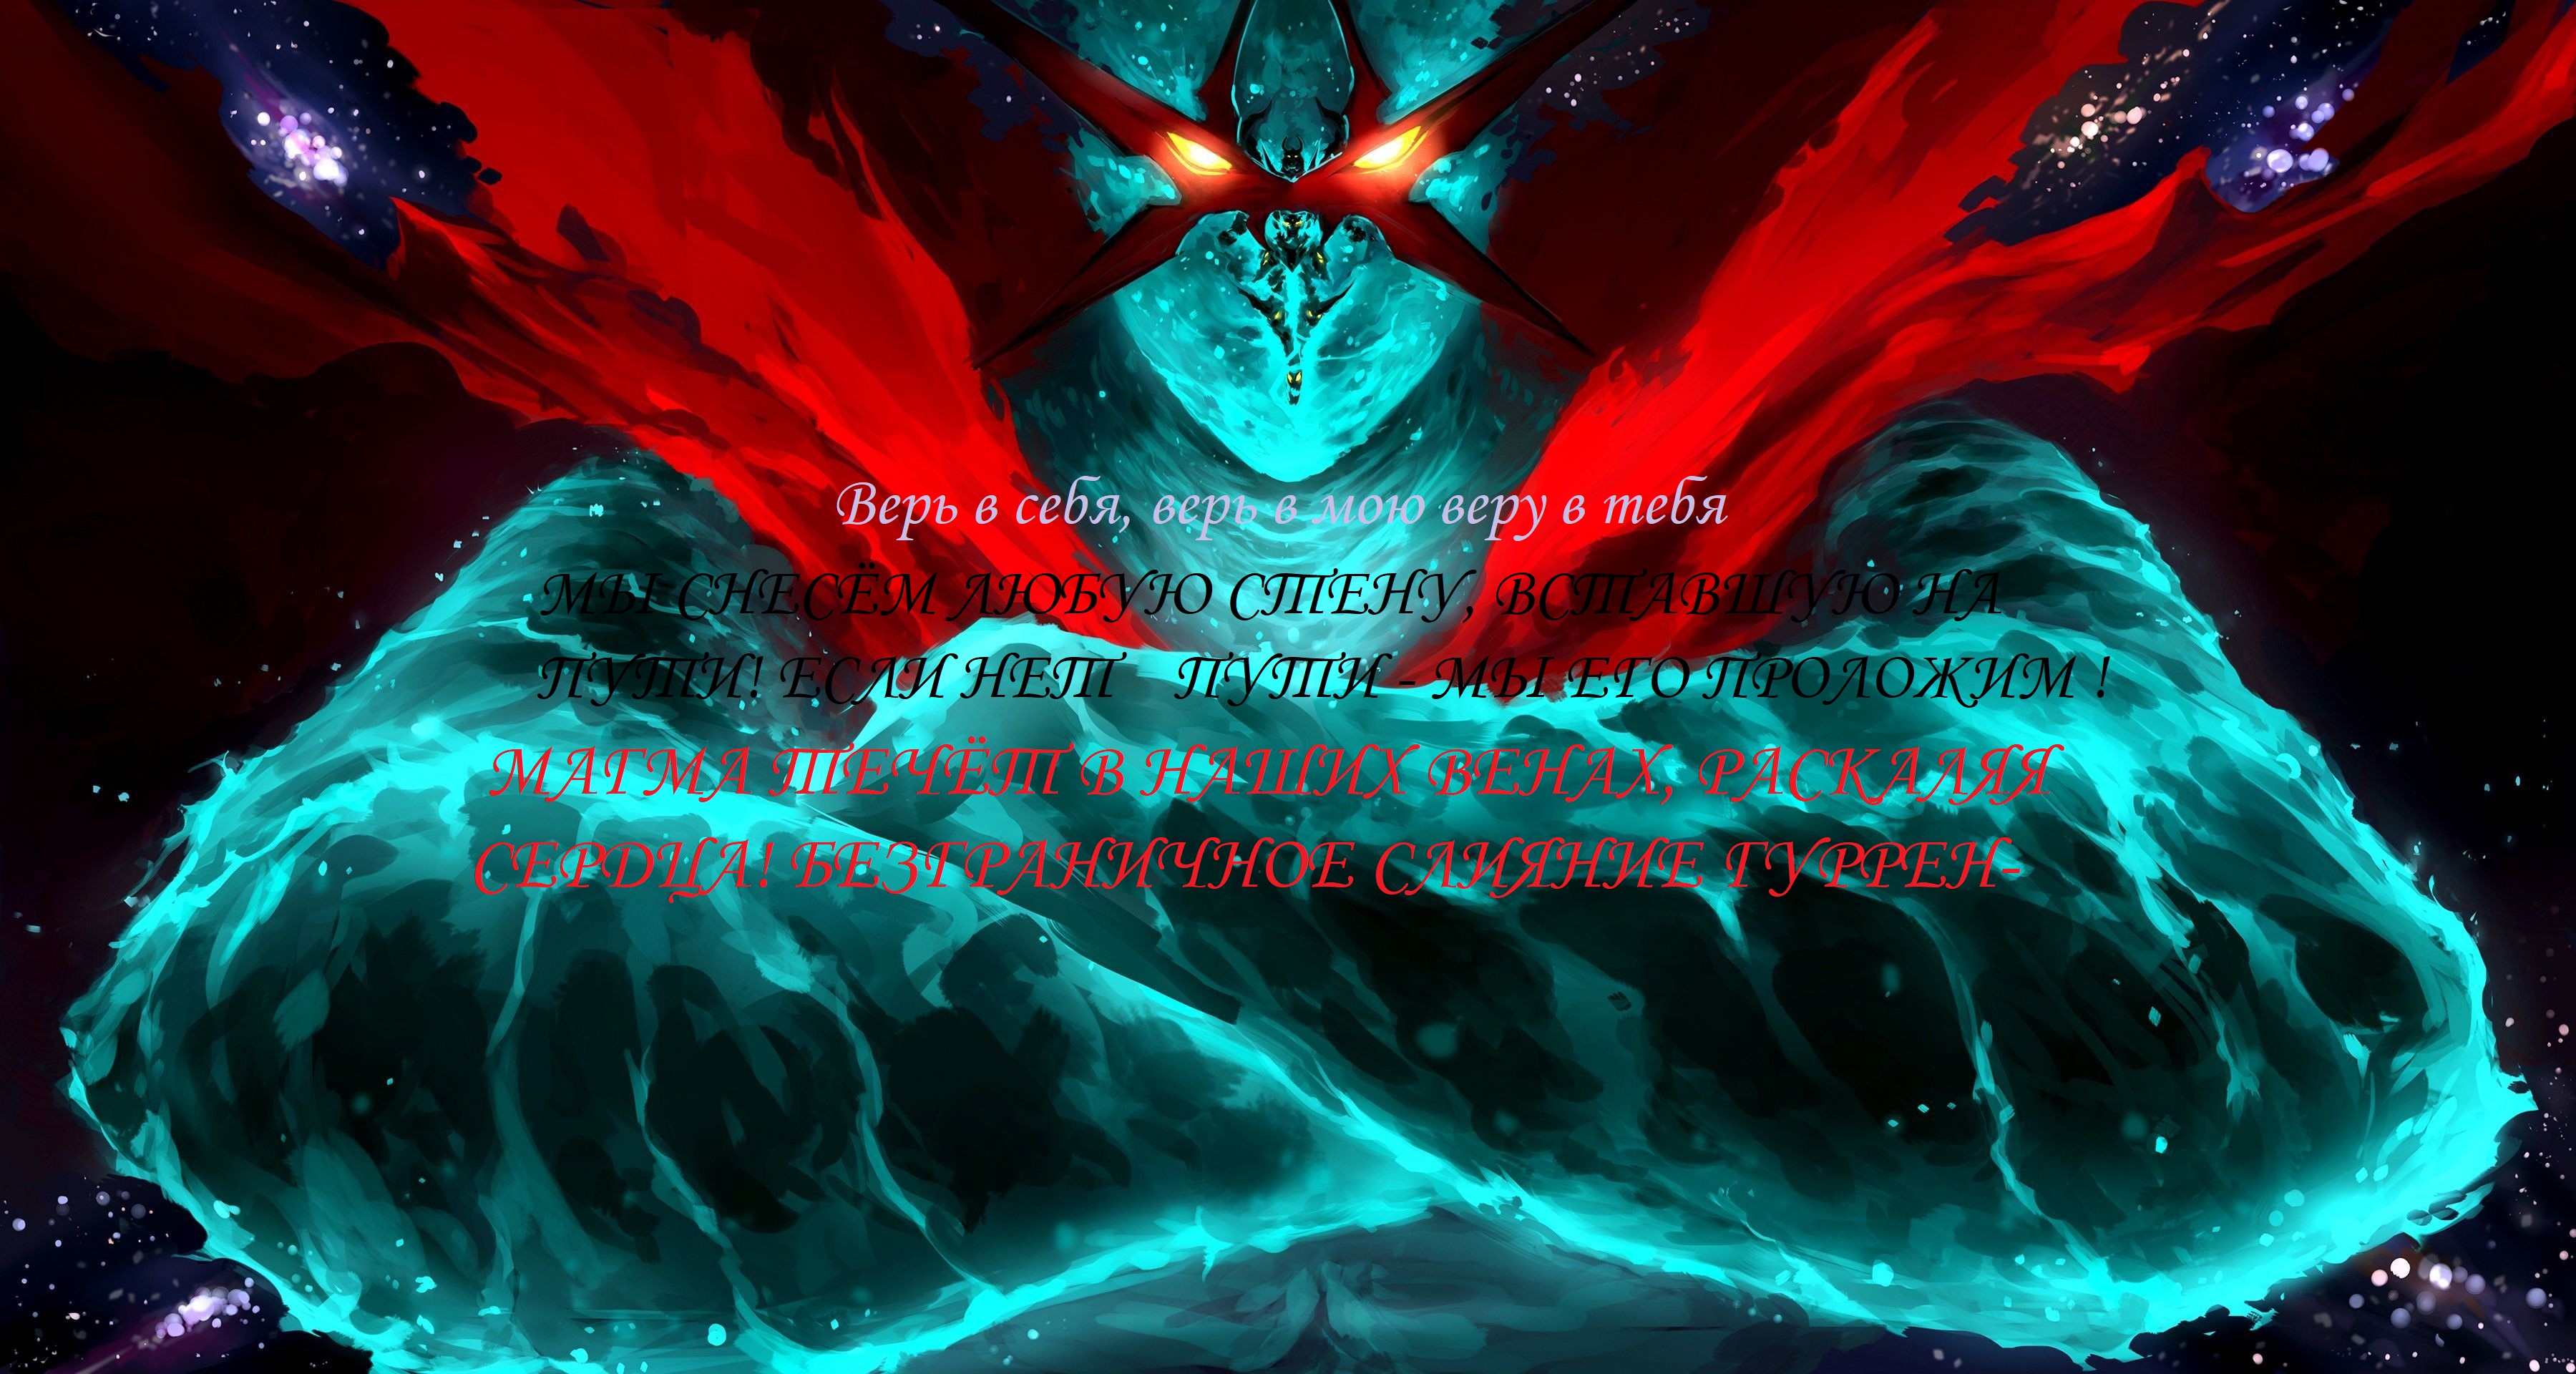 Верь в себя, верь в мою веру в тебя
МЫ СНЕСЁМ ЛЮБУЮ СТЕНУ, ВСТАВШУЮ НА
ПУТИ! ЕСЛИ НЕТ ПУТИ - МЫ ЕГО ПРОЛОЖИМ !
МАГМА ТЕЧЁТ В НАШИХ ВЕНАХ, РАСКАЛЯЯ
СЕРДЦА! БЕЗГРАНИЧНОЕ СЛИЯНИЕ ГУРРЕН-